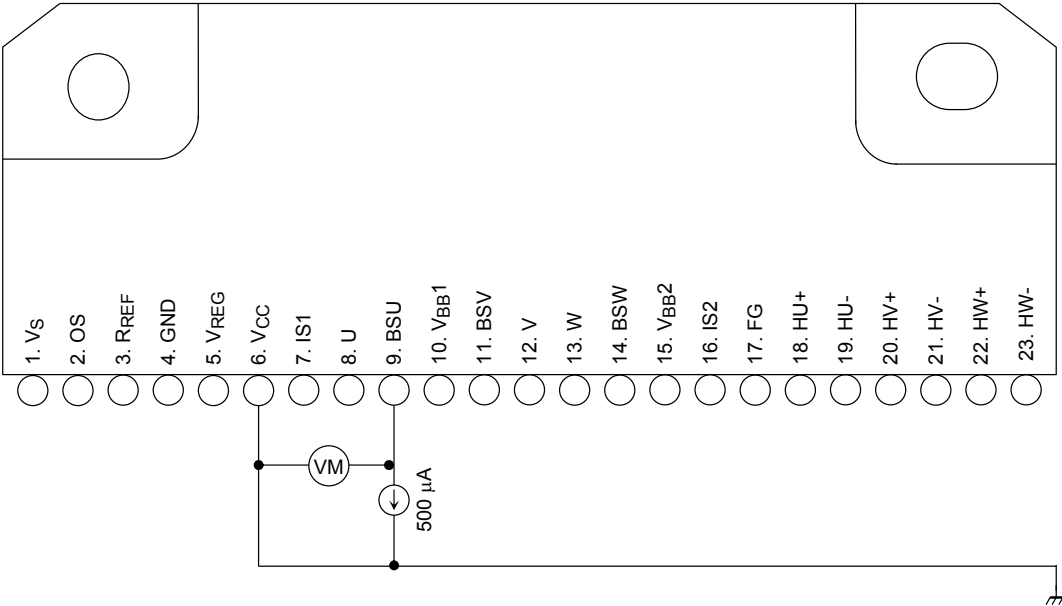 1. VS
2. OS
3. RREF
4. GND
5. VREG
6. VCC
7. IS1
8. U
9. BSU
10. VBB1
11. BSV
12. V
13. W
14. BSW
15. VBB2
16. IS2
17. FG
18. HU+
19. HU-
20. HV+
21. HV-
22. HW+
23. HW-
VM
500 μA